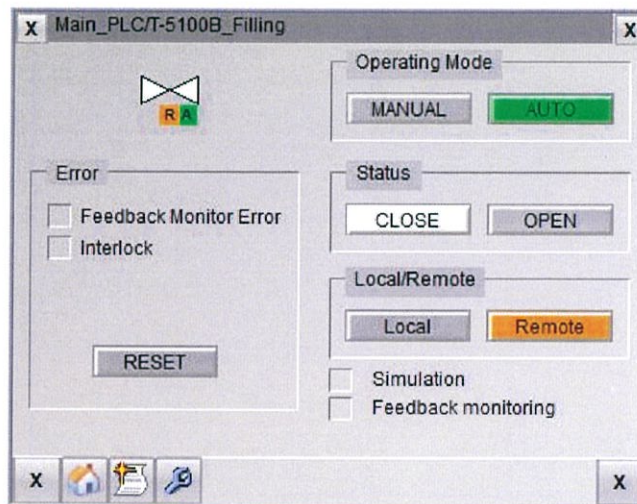 X Main_PLC/T-5100B_Filling X
R A
Operating Mode
MANUAL AUTO
Error
Feedback Monitor Error
Interlock
RESET
Status
CLOSE OPEN
Local/Remote
Local Remote
Simulation
Feedback monitoring
X X